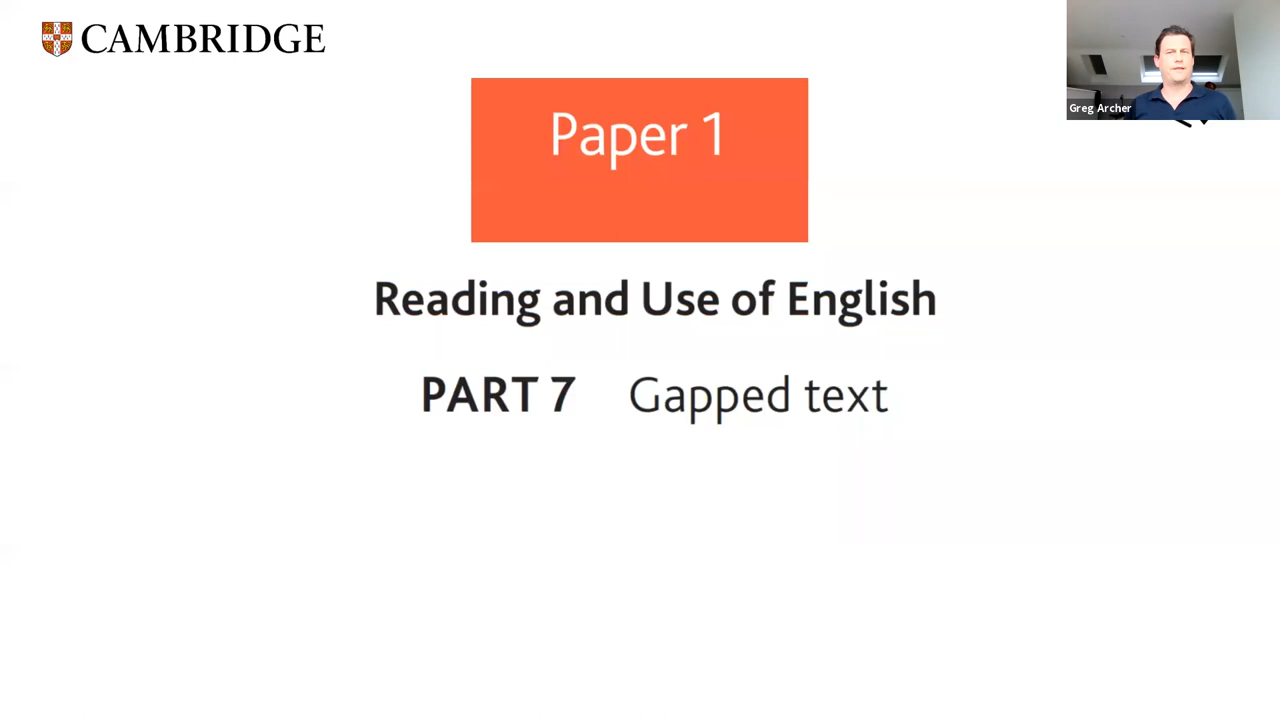 CAMBRIDGE
Greg Archer
Paper 1
Reading and Use of English
PART 7 Gapped text